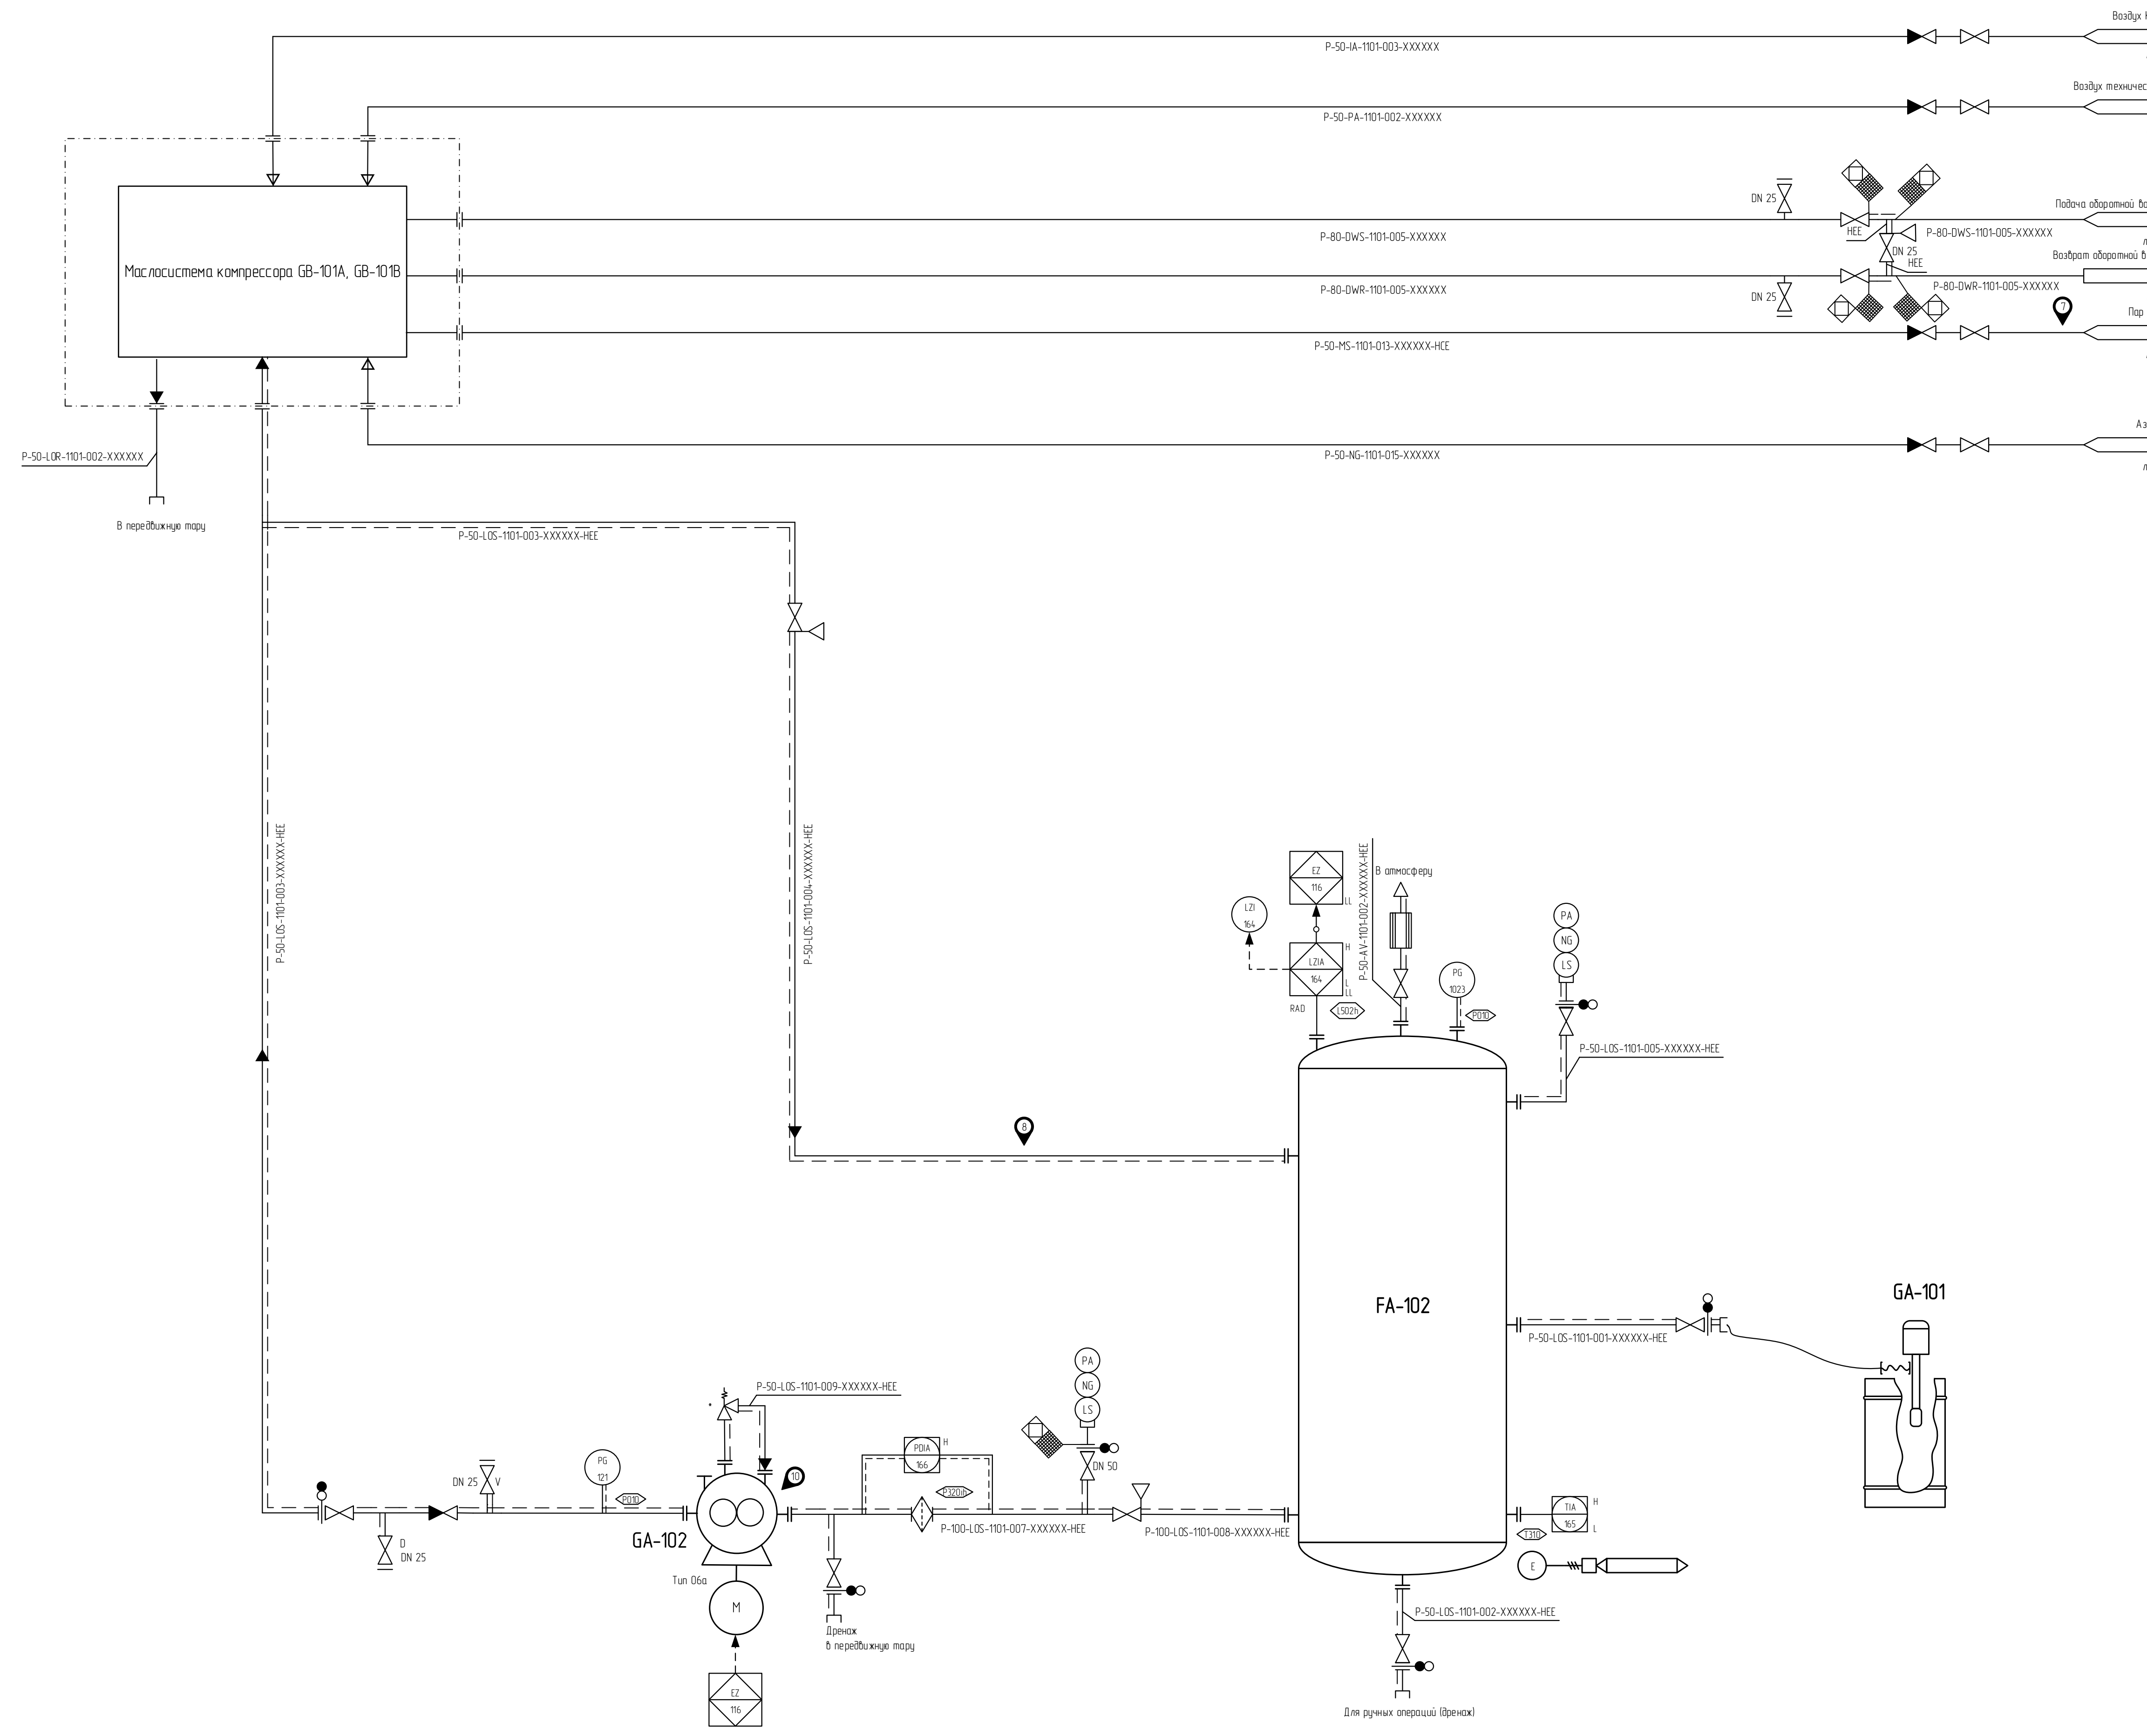 Воздух
P-50-IA-1101-003-XXXXXX
Воздух техничес
P-50-PA-1101-002-XXXXXX
DN 25
Подача оборотной во
P-80-DWS-1101-005-XXXXXX
HEE
P-80-DWS-1101-005-XXXXXX
DN 25
HEE
Возврат оборотной в
Маслосистема компрессора GB-101A, GB-101B
P-80-DWR-1101-005-XXXXXX
DN 25
P-80-DWR-1101-005-XXXXXX
7
Пар
P-50-MS-1101-013-XXXXXX-HCE
Аз
P-50-LOR-1101-002-XXXXXX
P-50-NG-1101-015-XXXXXX
В передвижную тару
P-50-LOS-1101-003-XXXXXX-HEE
P-50-LOS-1101-003-XXXXXX-HEE
P-50-LOS-1101-004-XXXXXX-HEE
EZ
116
LL
P-50-AV-1101-002-XXXXXX-HEE
В атмосферу
LZI
164
LZIA
164
H
L
LL
RAD
L502h
PG
1023
P010
PA
NG
LS
P-50-LOS-1101-005-XXXXXX-HEE
8
FA-102
GA-101
P-50-LOS-1101-001-XXXXXX-HEE
P-50-LOS-1101-009-XXXXXX-HEE
PA
NG
LS
DN 50
PDIA
166
H
P320ih
10
DN 25
V
PG
121
P010
D
DN 25
GA-102
P-100-LOS-1101-007-XXXXXX-HEE
P-100-LOS-1101-008-XXXXXX-HEE
TIA
165
H
L
T310
E
Тип 06а
M
Дренаж
в передвижную тару
P-50-LOS-1101-002-XXXXXX-HEE
EZ
116
Для ручных операций (дренаж)